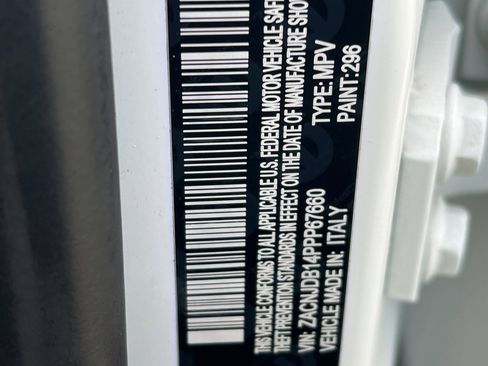 THIS VEHICLE CONFORMS TO ALL APPLICABLE U.S. FEDERAL MOTOR VEHICLE SAFE
THEFT PREVENTION STANDARDS IN EFFECT ON THE DATE OF MANUFACTURE SHO
VIN: ZACNJDB14PPP67660 TYPE: MPV
VEHICLE MADE IN: ITALY PAINT: 296